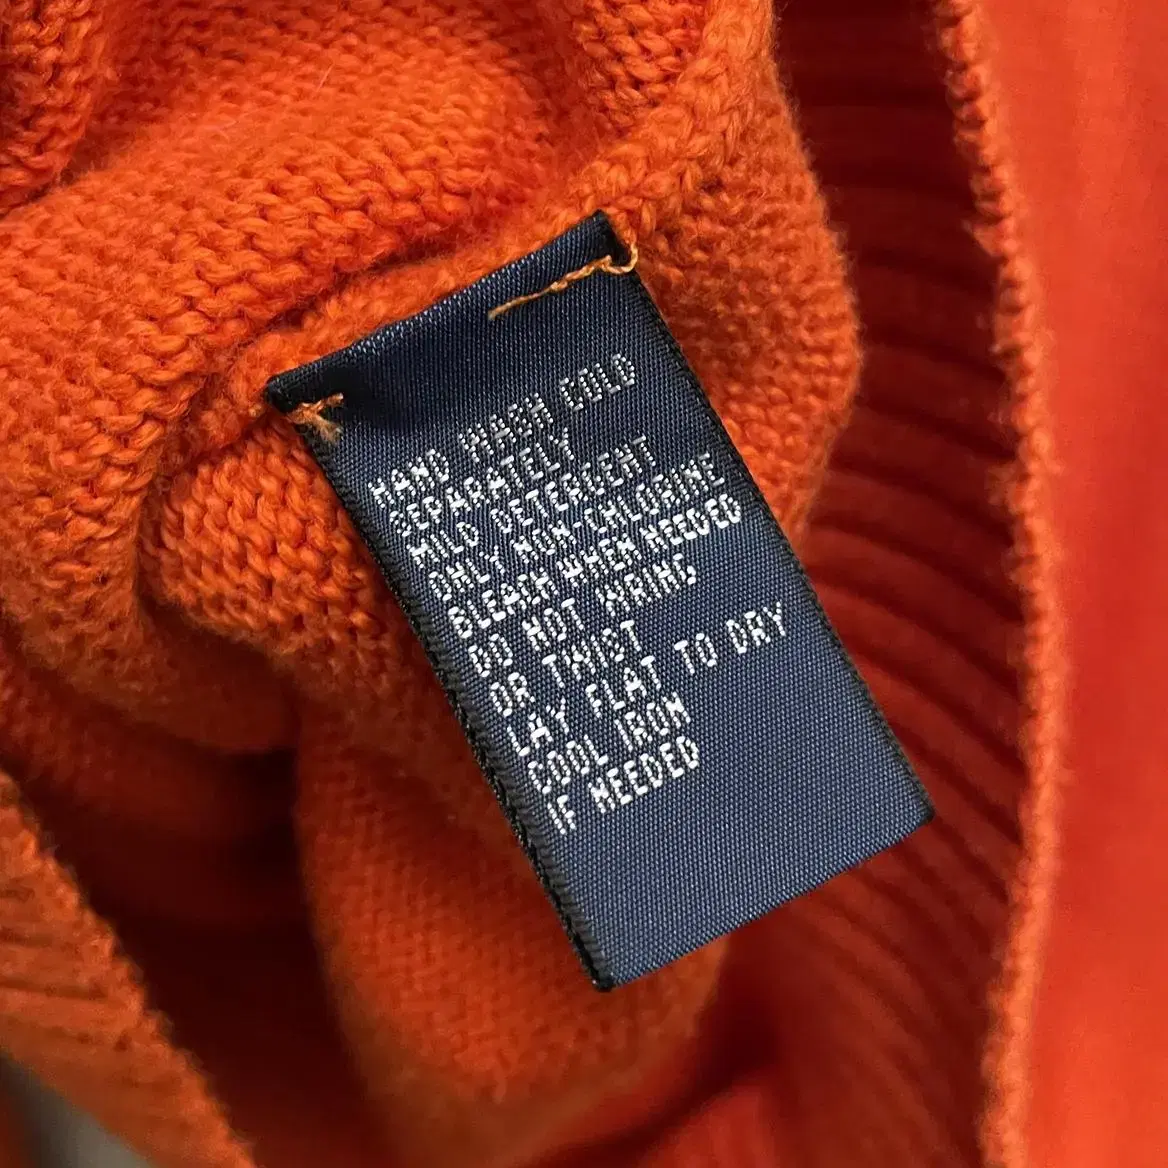 HAND WASH COLD
SEPARATELY
MILD DETERGENT
ONLY NON-CHLORINE
BLEACH WHEN NEEDED
DO NOT WRING
OR TWIST
LAY FLAT TO DRY
COOL IRON
IF NEEDED